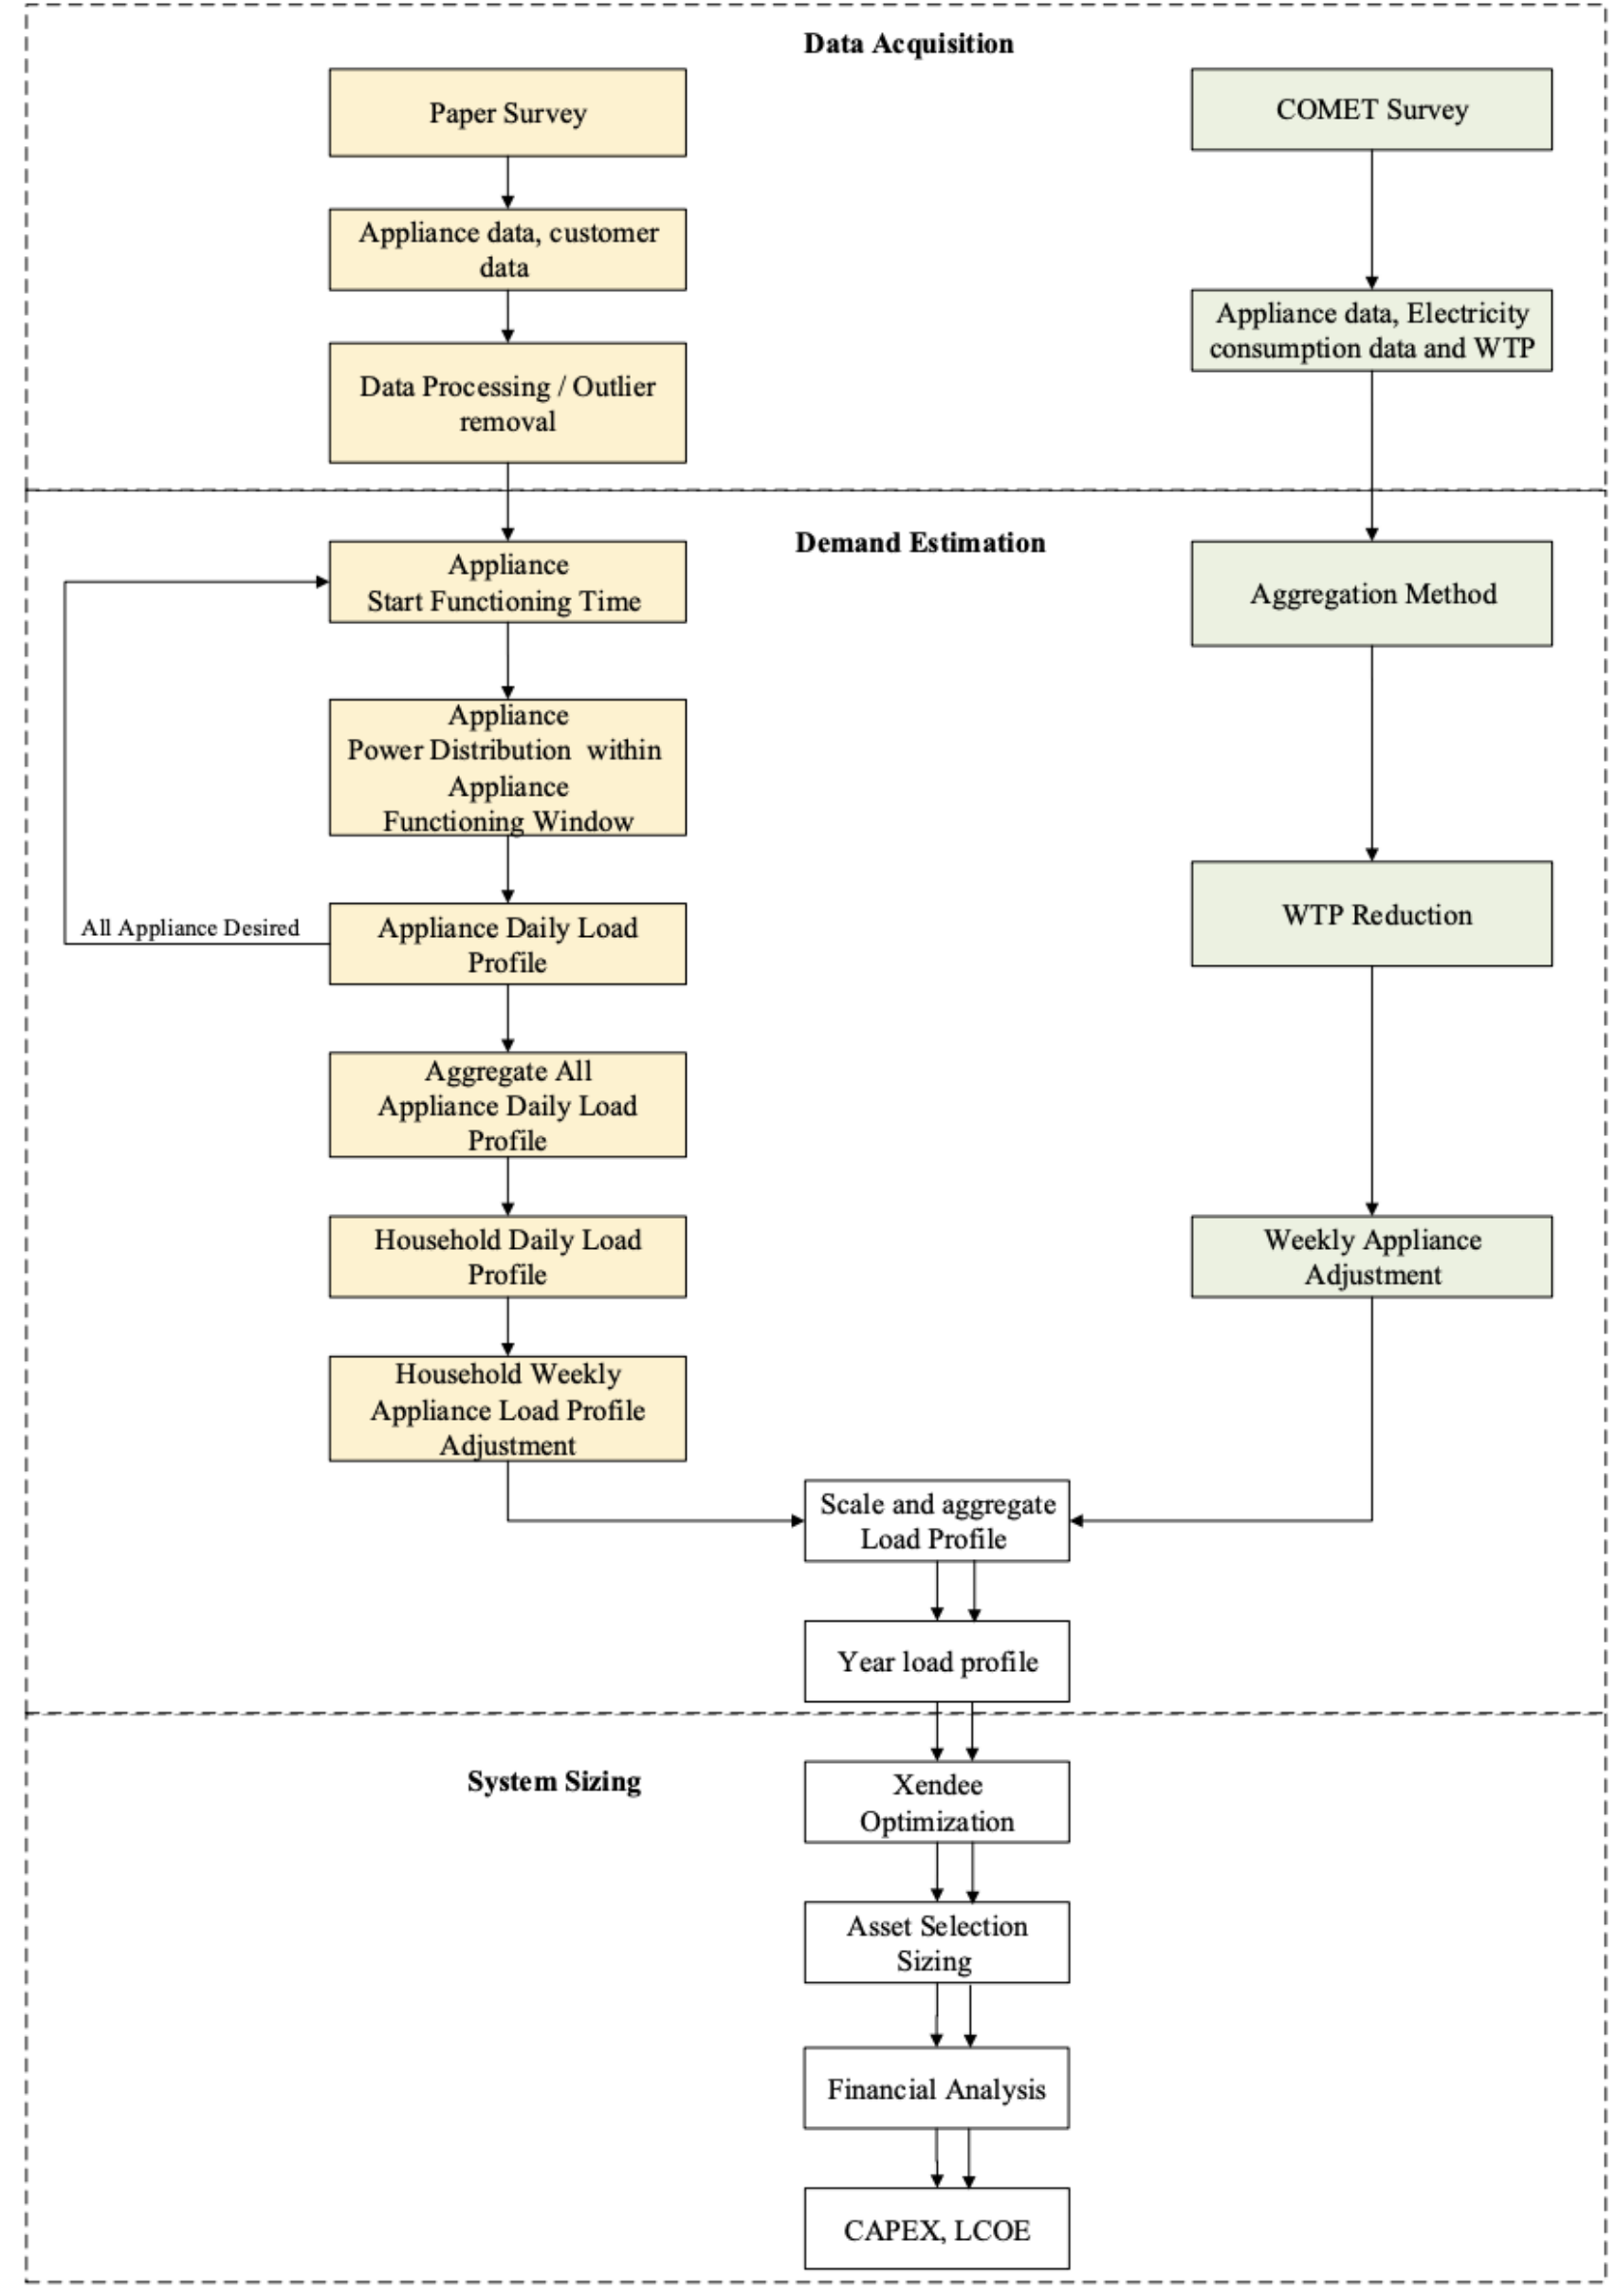 Data Acquisition
Paper Survey
COMET Survey
Appliance data, customer
data
Appliance data, Electricity
consumption data and WTP
Data Processing / Outlier
removal
Demand Estimation
Appliance
Start Functioning Time
Aggregation Method
Appliance
Power Distribution within
Appliance
Functioning Window
WTP Reduction
All Appliance Desired
Appliance Daily Load
Profile
Aggregate All
Appliance Daily Load
Profile
Household Daily Load
Profile
Weekly Appliance
Adjustment
Household Weekly
Appliance Load Profile
Adjustment
Scale and aggregate
Load Profile
Year load profile
System Sizing
Xendee
Optimization
Asset Selection
Sizing
Financial Analysis
CAPEX, LCOE